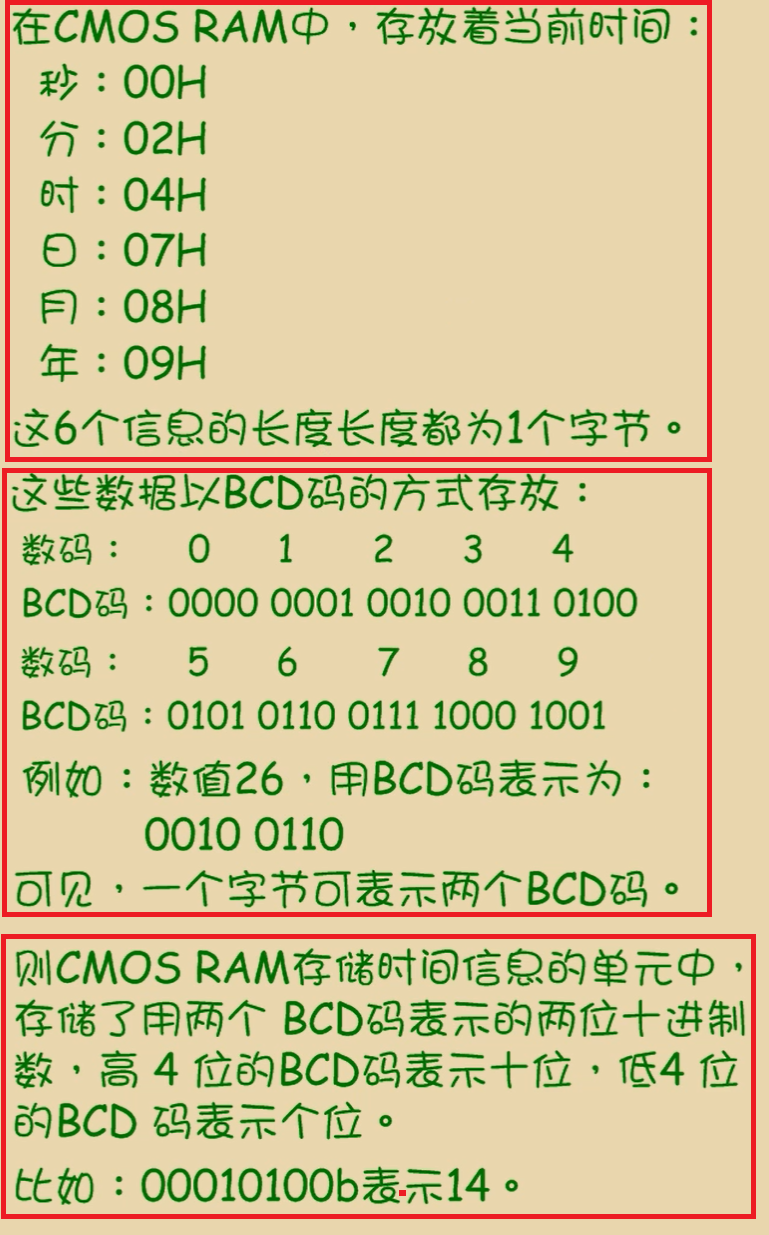 在CMOS RAM中，存放着当前时间：
秒：00H
分：02H
时：04H
日：07H
月：08H
年：09H
这6个信息的长度长度都为1个字节。
这些数据以BCD码的方式存放：
数码： 0 1 2 3 4
BCD码：0000 0001 0010 0011 0100
数码： 5 6 7 8 9
BCD码：0101 0110 0111 1000 1001
例如：数值26，用BCD码表示为：
0010 0110
可见，一个字节可表示两个BCD码。
则CMOS RAM存储时间信息的单元中，
存储了用两个 BCD码表示的两位十进制
数，高 4 位的BCD码表示十位，低4 位
的BCD 码表示个位。
比如：00010100b表示14。